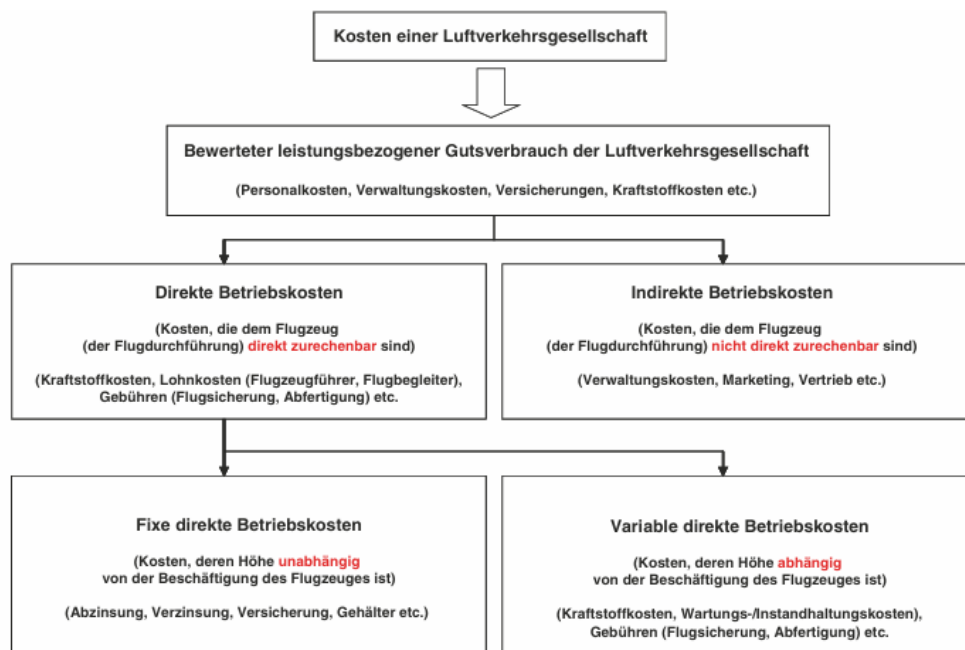 Kosten einer Luftverkehrsgesellschaft
Bewerteter leistungsbezogener Gutsverbrauch der Luftverkehrsgesellschaft
(Personalkosten, Verwaltungskosten, Versicherungen, Kraftstoffkosten etc.)
Direkte Betriebskosten
(Kosten, die dem Flugzeug
(der Flugdurchführung) direkt zurechenbar sind)
(Kraftstoffkosten, Lohnkosten (Flugzeugführer, Flugbegleiter),
Gebühren (Flugsicherung, Abfertigung) etc.
Indirekte Betriebskosten
(Kosten, die dem Flugzeug
(der Flugdurchführung) nicht direkt zurechenbar sind)
(Verwaltungskosten, Marketing, Vertrieb etc.)
Fixe direkte Betriebskosten
(Kosten, deren Höhe unabhängig
von der Beschäftigung des Flugzeuges ist)
(Abzinsung, Verzinsung, Versicherung, Gehälter etc.)
Variable direkte Betriebskosten
(Kosten, deren Höhe abhängig
von der Beschäftigung des Flugzeuges ist)
(Kraftstoffkosten, Wartungs-/Instandhaltungskosten),
Gebühren (Flugsicherung, Abfertigung) etc.